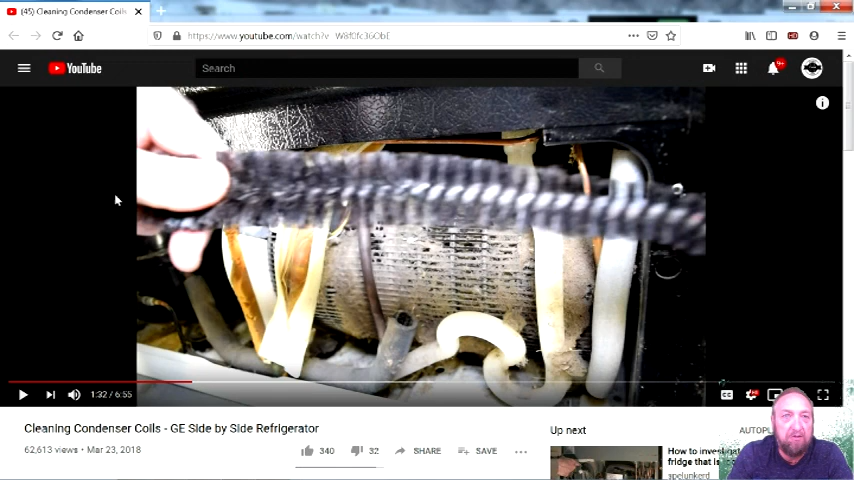 (45) Cleaning Condenser Coils
https://www.youtube.com/watch?v
YouTube
Search
9+
1:32 / 6:55
Cleaning Condenser Coils - GE Side by Side Refrigerator
62,613 views • Mar 23, 2018
340
32
SHARE
SAVE
Up next
AUTOPL
How to investig
fridge that is
spelunkerd